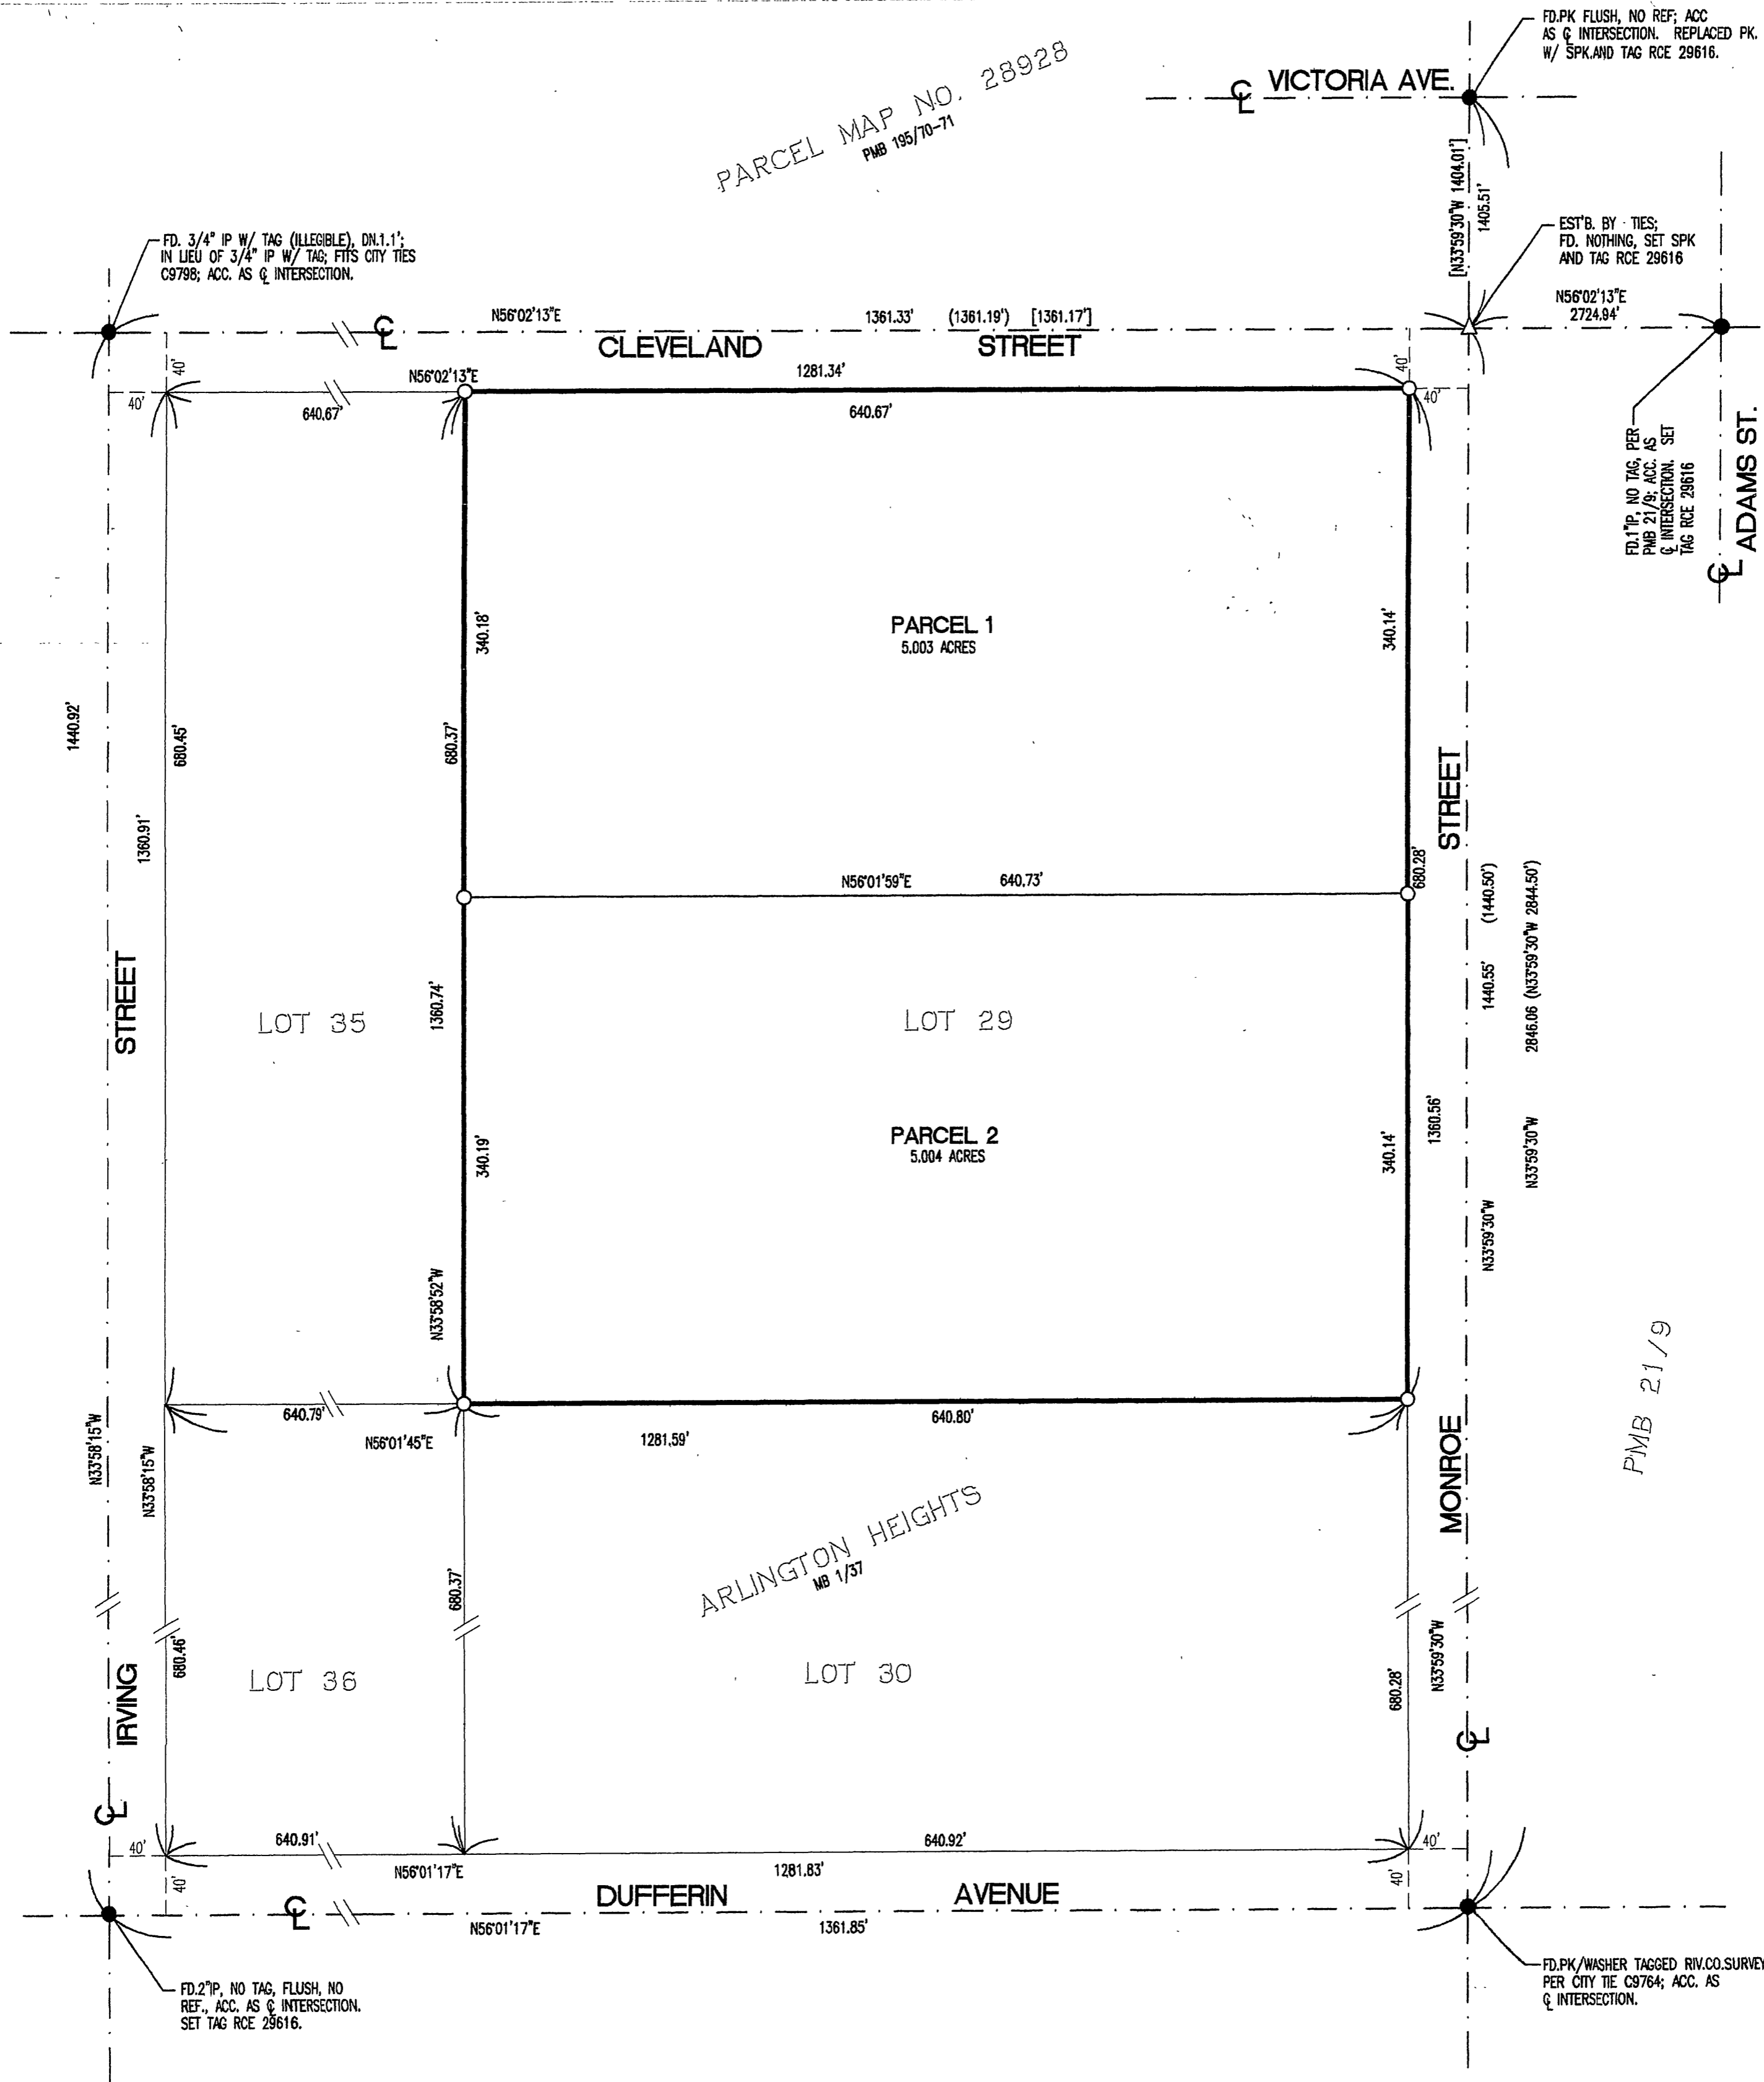 FD.PK FLUSH, NO REF; ACC
AS ℄ INTERSECTION. REPLACED PK.
W/ SPK.AND TAG RCE 29616.
℄ VICTORIA AVE.
PARCEL MAP NO. 28928
PMB 195/70-71
[N33°59'30"W 1404.01']
1405.51'
FD. 3/4" IP W/ TAG (ILLEGIBLE), DN.1.1';
IN LIEU OF 3/4" IP W/ TAG; FITS CITY TIES
C9798; ACC. AS ℄ INTERSECTION.
EST'B. BY TIES;
FD. NOTHING, SET SPK
AND TAG RCE 29616
N56°02'13"E
2724.94'
N56°02'13"E 1361.33' (1361.19') [1361.17']
℄
CLEVELAND STREET
40'
40'
N56°02'13"E
640.67'
1281.34'
640.67'
40'
40'
FD.1"IP, NO TAG, PER
PMB 21/9; ACC. AS
℄ INTERSECTION. SET
TAG RCE 29616
℄ ADAMS ST.
340.18'
PARCEL 1
5.003 ACRES
340.14'
1440.92'
680.45'
680.37'
1360.91'
STREET
680.28'
N56°01'59"E 640.73'
(1440.50')
1440.55'
2846.06 (N33°59'30"W 2844.50')
STREET
1360.74'
LOT 35
LOT 29
340.19'
PARCEL 2
5.004 ACRES
340.14'
1360.56'
N33°59'30"W
N33°59'30"W
N33°58'52"W
640.79'
640.80'
N56°01'45"E
1281.59'
N33°58'15"W
N33°58'15"W
MONROE
PMB 21/9
ARLINGTON HEIGHTS
MB 1/37
680.37'
680.46'
LOT 36
LOT 30
IRVING
680.28'
N33°59'30"W
℄
℄
40'
40'
640.91'
640.92'
40'
40'
N56°01'17"E
1281.83'
℄
DUFFERIN AVENUE
N56°01'17"E
1361.85'
FD.2"IP, NO TAG, FLUSH, NO
REF., ACC. AS ℄ INTERSECTION.
SET TAG RCE 29616.
FD.PK/WASHER TAGGED RIV.CO.SURVEY
PER CITY TIE C9764; ACC. AS
℄ INTERSECTION.